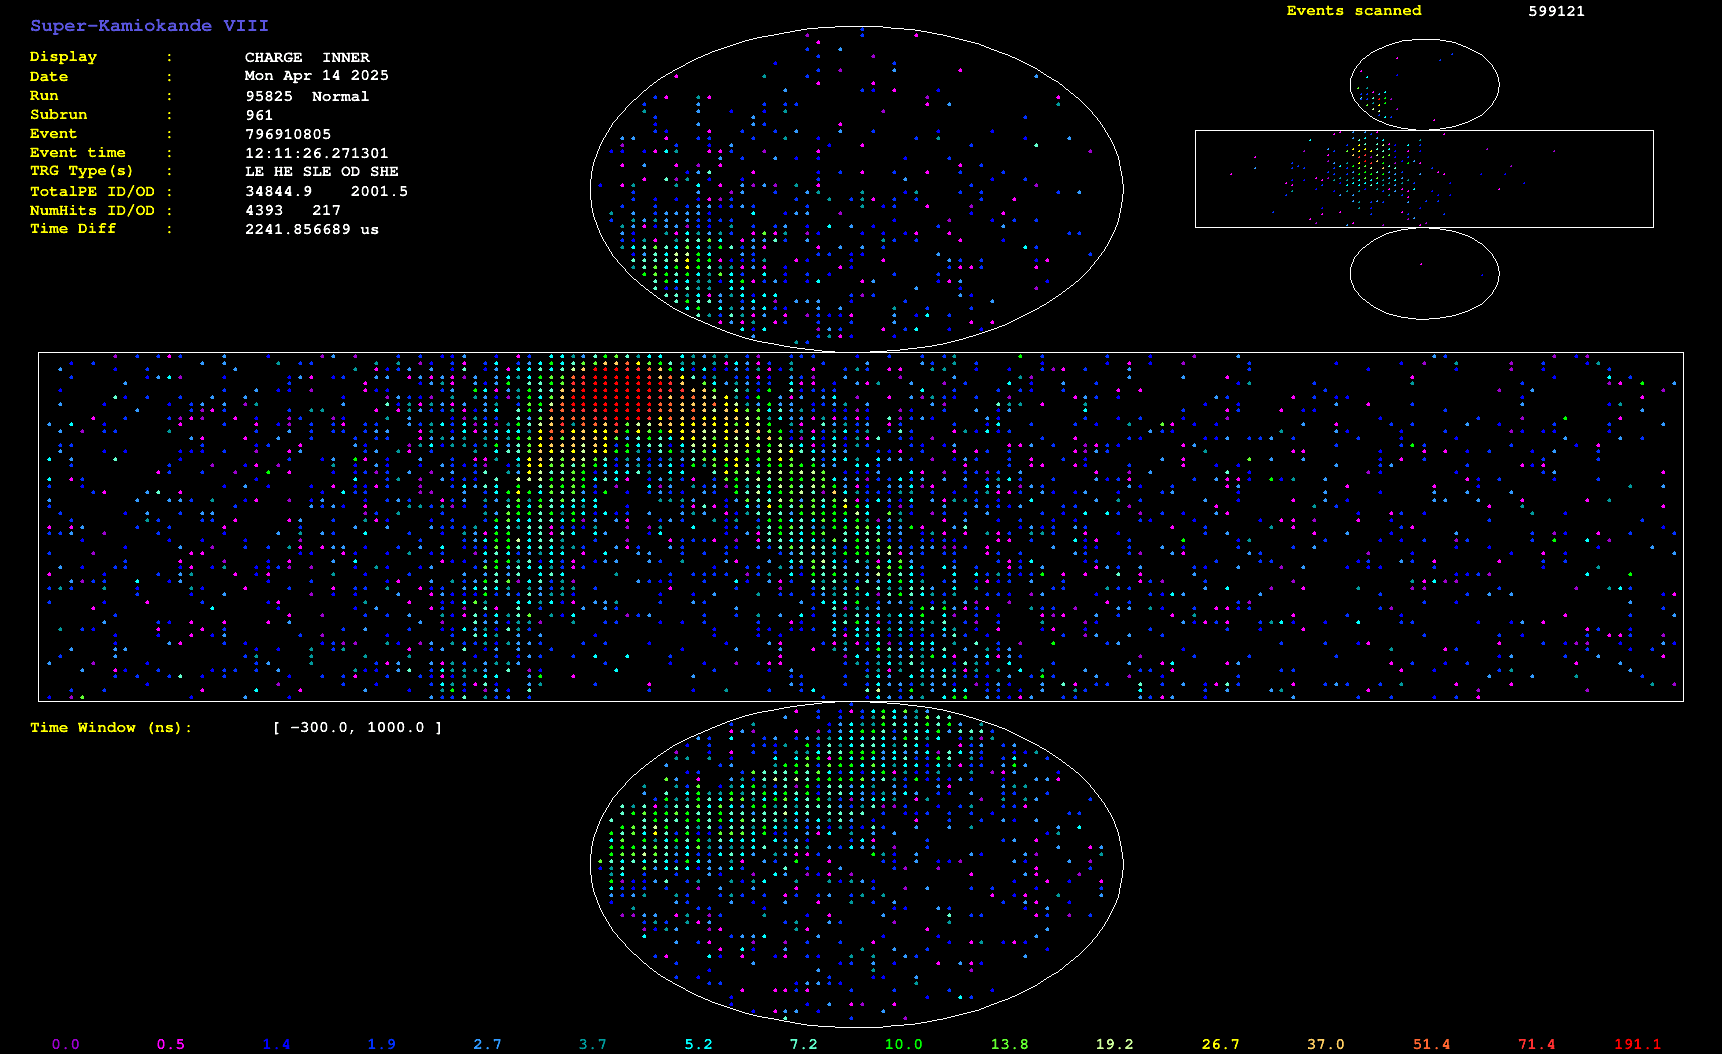 Super-Kamiokande VIII
Display : CHARGE INNER
Date : Mon Apr 14 2025
Run : 95825 Normal
Subrun : 961
Event : 796910805
Event time : 12:11:26.271301
TRG Type(s) : LE HE SLE OD SHE
TotalPE ID/OD : 34844.9 2001.5
NumHits ID/OD : 4393 217
Time Diff : 2241.856689 us
Events scanned 599121
Time Window (ns): [ -300.0, 1000.0 ]
0.0 0.5 1.4 1.9 2.7 3.7 5.2 7.2 10.0 13.8 19.2 26.7 37.0 51.4 71.4 191.1